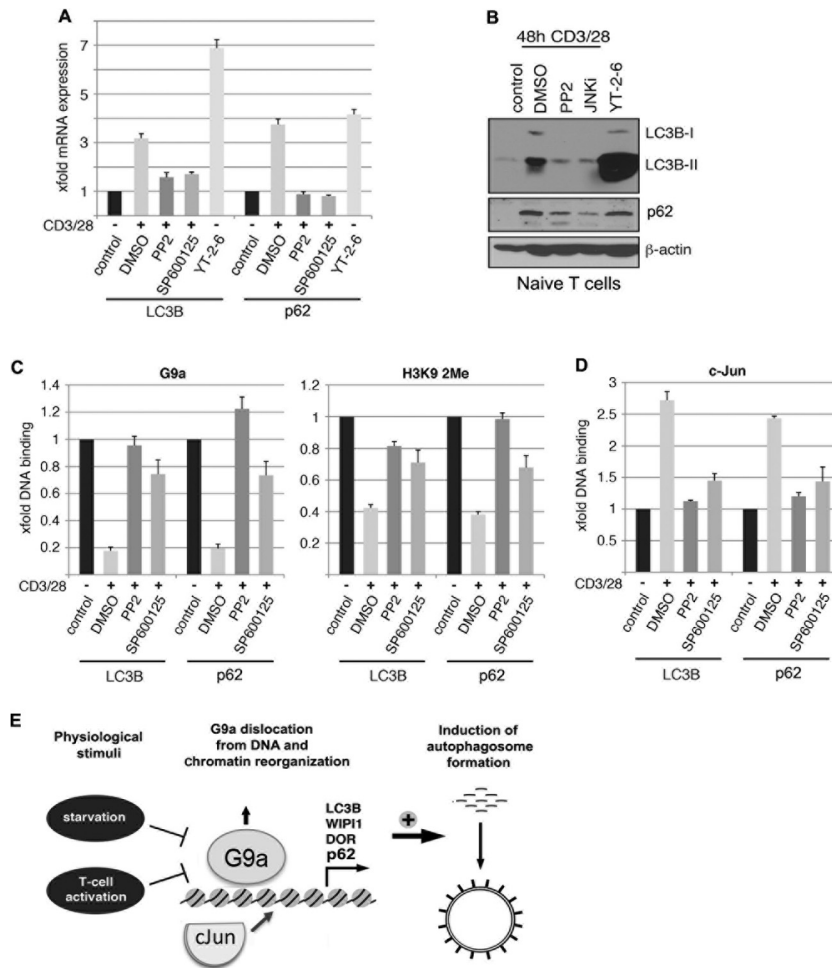 A
xfold mRNA expression
7
5
3
1
CD3/28 - + + + - + + +
control
DMSO
PP2
SP600125
YT-2-6
control
DMSO
PP2
SP600125
YT-2-6
LC3B
p62
B
48h CD3/28
control
DMSO
PP2
JNKi
YT-2-6
LC3B-I
LC3B-II
p62
β-actin
Naive T cells
C
G9a
xfold DNA binding
1.4
1.2
1
0.8
0.6
0.4
0.2
CD3/28 - + + + - + + +
control
DMSO
PP2
SP600125
control
DMSO
PP2
SP600125
LC3B
p62
H3K9 2Me
1.2
1
0.8
0.6
0.4
0.2
- + + + - + + +
control
DMSO
PP2
SP600125
control
DMSO
PP2
SP600125
LC3B
p62
D
c-Jun
xfold DNA binding
3
2.5
2
1.5
1
0.5
CD3/28 - + + + - + + +
control
DMSO
PP2
SP600125
control
DMSO
PP2
SP600125
LC3B
p62
E
Physiological
stimuli
starvation
T-cell
activation
G9a dislocation
from DNA and
chromatin reorganization
G9a
cJun
LC3B
WIPI1
DOR
p62
+
Induction of
autophagosome
formation